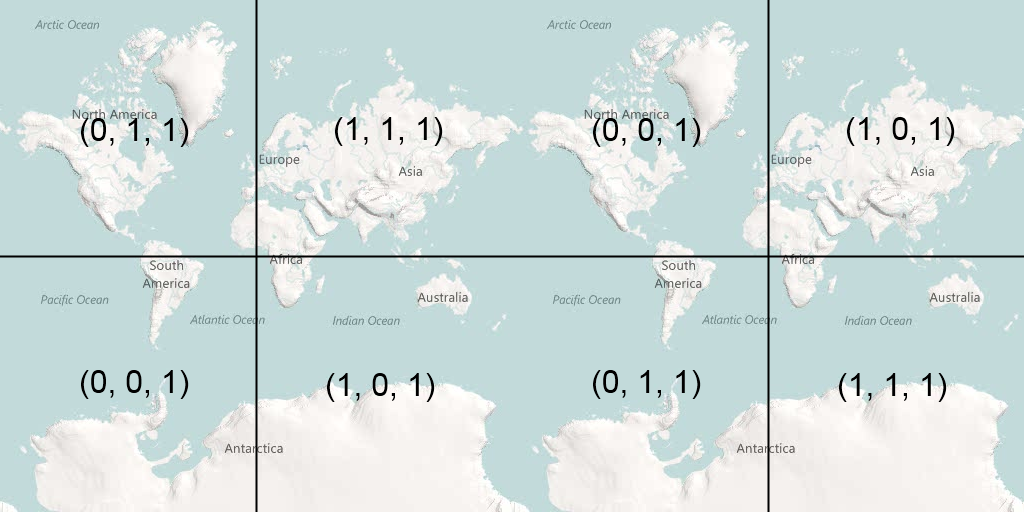 Arctic Ocean
North America
(0, 1, 1)
(1, 1, 1)
Europe
Asia
Africa
South
America
Pacific Ocean
Atlantic Ocean
Indian Ocean
Australia
(0, 0, 1)
(1, 0, 1)
Antarctica
Arctic Ocean
North America
(0, 0, 1)
(1, 0, 1)
Europe
Asia
Africa
South
America
Pacific Ocean
Atlantic Ocean
Indian Ocean
Australia
(0, 1, 1)
(1, 1, 1)
Antarctica